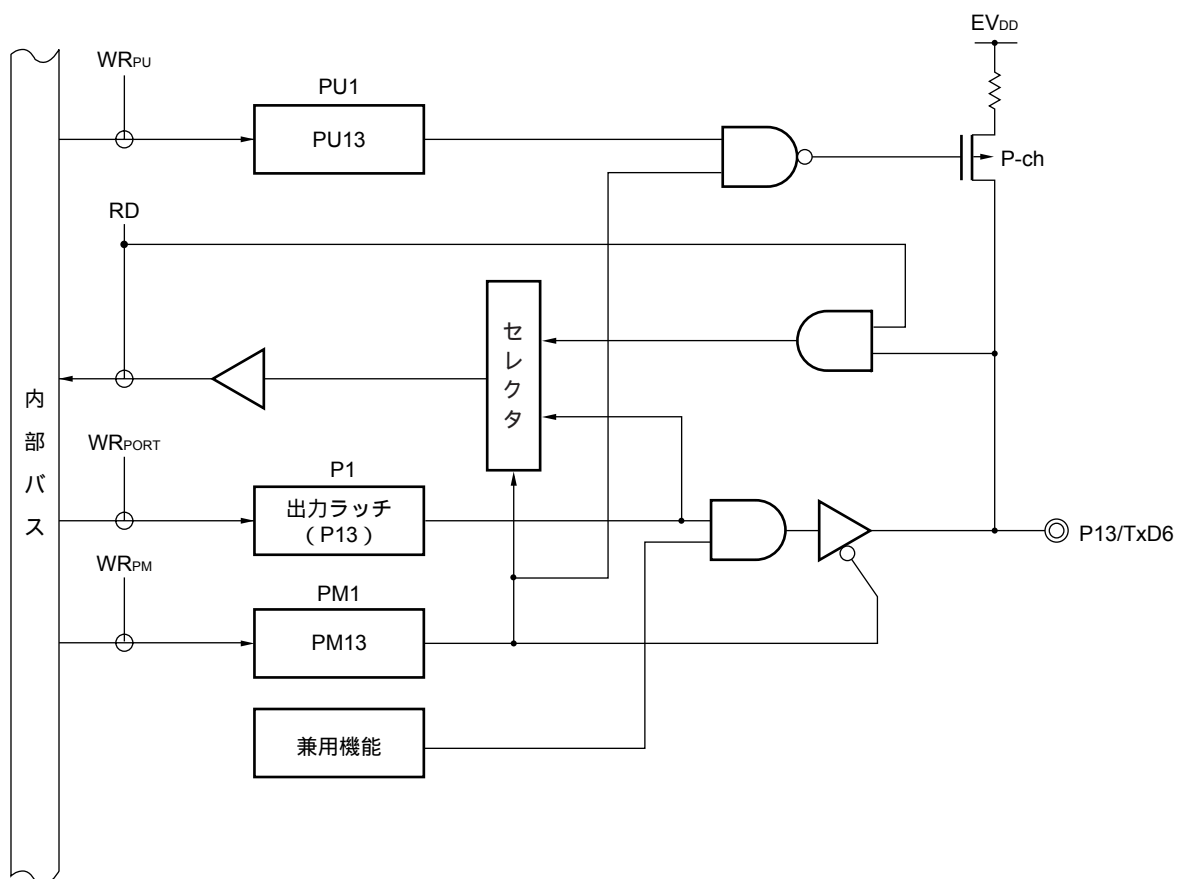 EVDD
WRPU
PU1
PU13
P-ch
RD
セレクタ
内部バス
WRPORT
P1
出力ラッチ
（P13）
P13/TxD6
WRPM
PM1
PM13
兼用機能